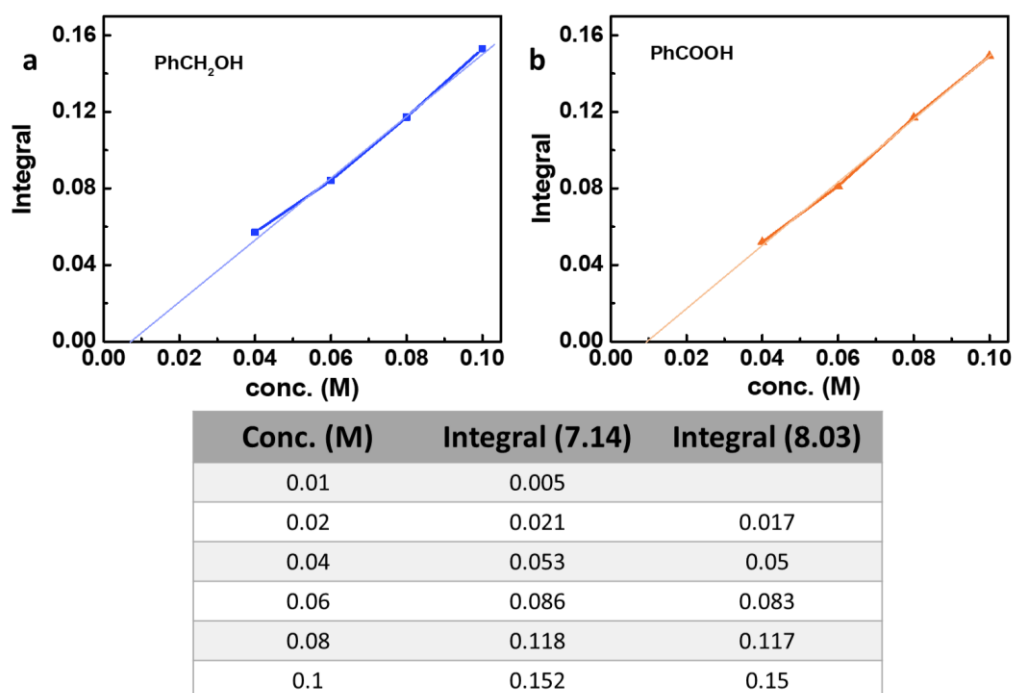 a
PhCH₂OH
Integral
0.16
0.12
0.08
0.04
0.00
0.00 0.02 0.04 0.06 0.08 0.10
conc. (M)
b
PhCOOH
Integral
0.16
0.12
0.08
0.04
0.00
0.00 0.02 0.04 0.06 0.08 0.10
conc. (M)
Conc. (M) Integral (7.14) Integral (8.03)
0.01 0.005
0.02 0.021 0.017
0.04 0.053 0.05
0.06 0.086 0.083
0.08 0.118 0.117
0.1 0.152 0.15